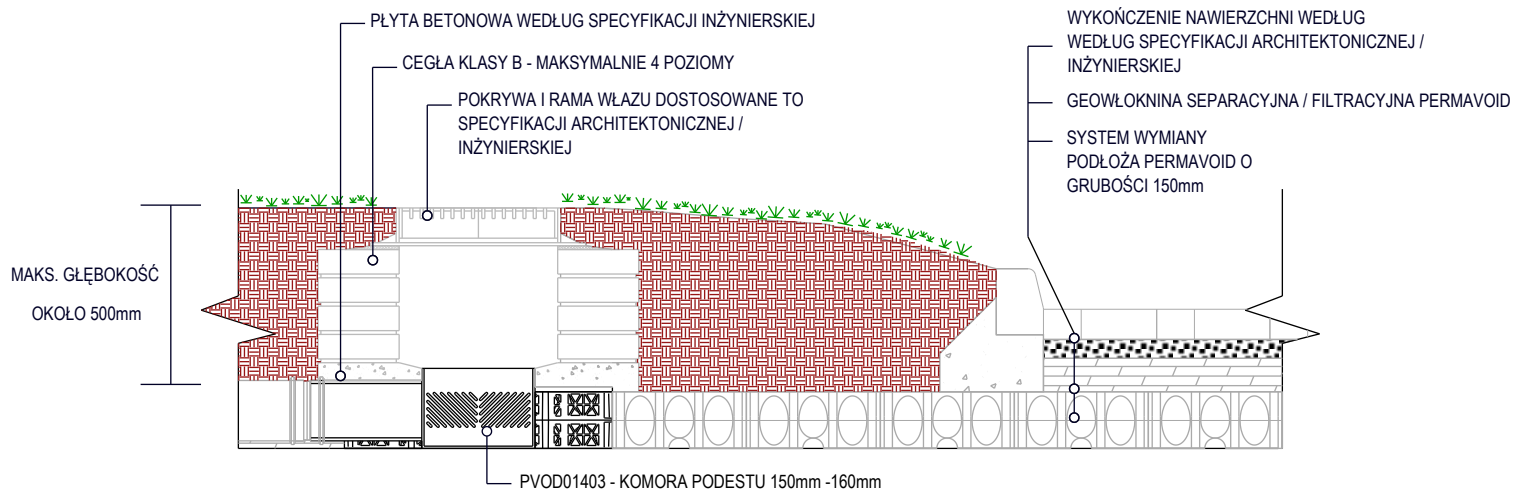 PŁYTA BETONOWA WEDŁUG SPECYFIKACJI INŻYNIERSKIEJ
CEGŁA KLASY B - MAKSYMALNIE 4 POZIOMY
POKRYWA I RAMA WŁAZU DOSTOSOWANE TO
SPECYFIKACJI ARCHITEKTONICZNEJ /
INŻYNIERSKIEJ
WYKOŃCZENIE NAWIERZCHNI WEDŁUG
WEDŁUG SPECYFIKACJI ARCHITEKTONICZNEJ /
INŻYNIERSKIEJ
GEOWŁOKNINA SEPARACYJNA / FILTRACYJNA PERMAVOID
SYSTEM WYMIANY
PODŁOŻA PERMAVOID O
GRUBOŚCI 150mm
MAKS. GŁĘBOKOŚĆ
OKOŁO 500mm
PVOD01403 - KOMORA PODESTU 150mm -160mm